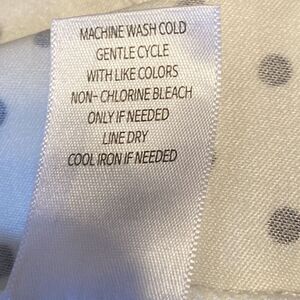 MACHINE WASH COLD
GENTLE CYCLE
WITH LIKE COLORS
NON- CHLORINE BLEACH
ONLY IF NEEDED
LINE DRY
COOL IRON IF NEEDED